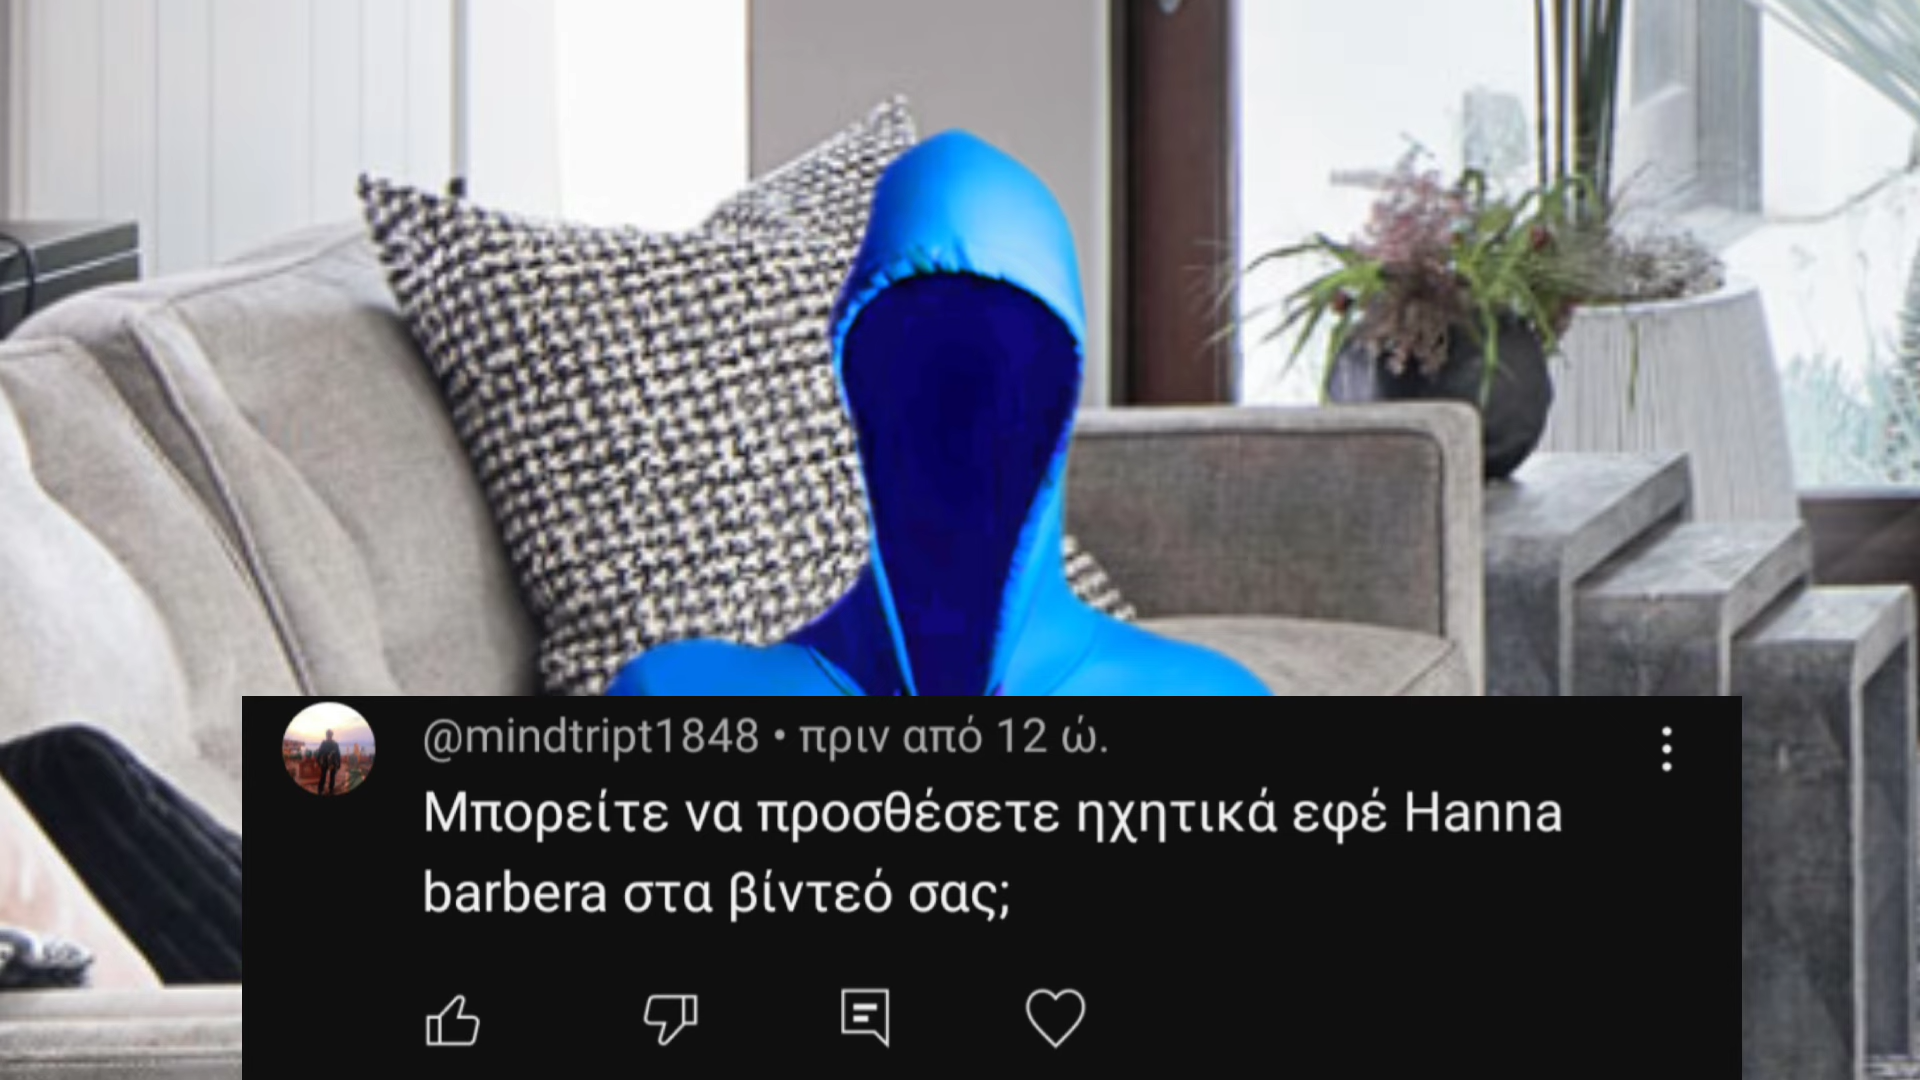 @mindtript1848 • πριν από 12 ώ.
Μπορείτε να προσθέσετε ηχητικά εφέ Hanna
barbera στα βίντεό σας;